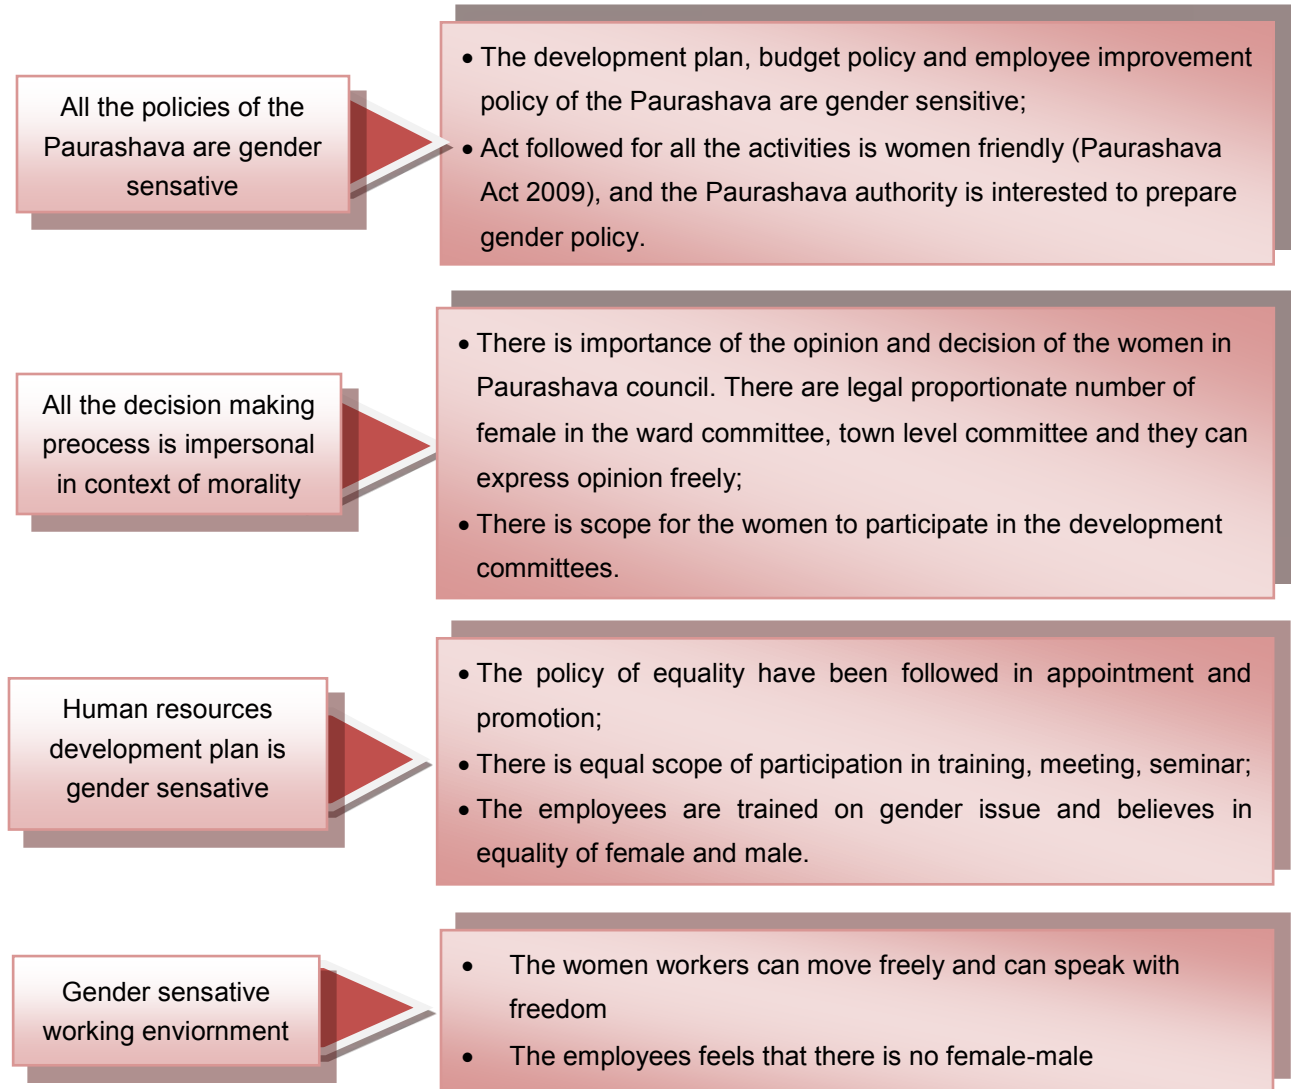 All the policies of the
Paurashava are gender
sensative
• The development plan, budget policy and employee improvement
policy of the Paurashava are gender sensitive;
• Act followed for all the activities is women friendly (Paurashava
Act 2009), and the Paurashava authority is interested to prepare
gender policy.
All the decision making
preocess is impersonal
in context of morality
• There is importance of the opinion and decision of the women in
Paurashava council. There are legal proportionate number of
female in the ward committee, town level committee and they can
express opinion freely;
• There is scope for the women to participate in the development
committees.
Human resources
development plan is
gender sensative
• The policy of equality have been followed in appointment and
promotion;
• There is equal scope of participation in training, meeting, seminar;
• The employees are trained on gender issue and believes in
equality of female and male.
Gender sensative
working enviornment
• The women workers can move freely and can speak with
freedom
• The employees feels that there is no female-male